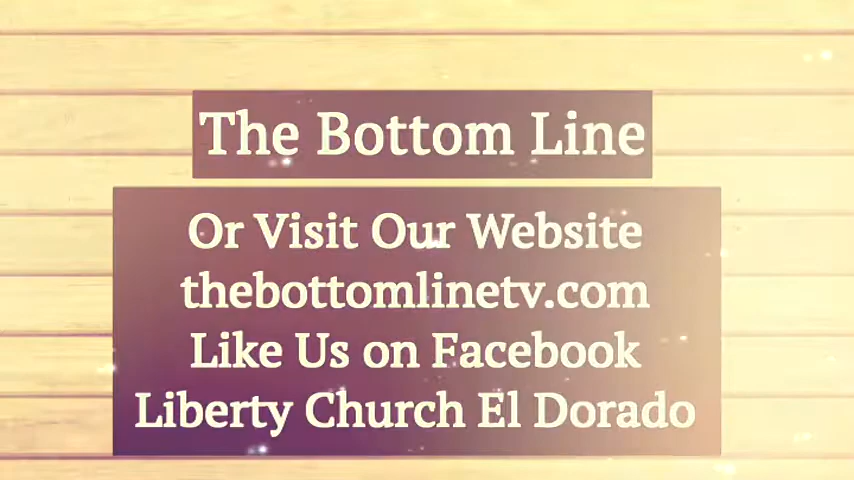 The Bottom Line
Or Visit Our Website
thebottomlinetv.com
Like Us on Facebook
Liberty Church El Dorado